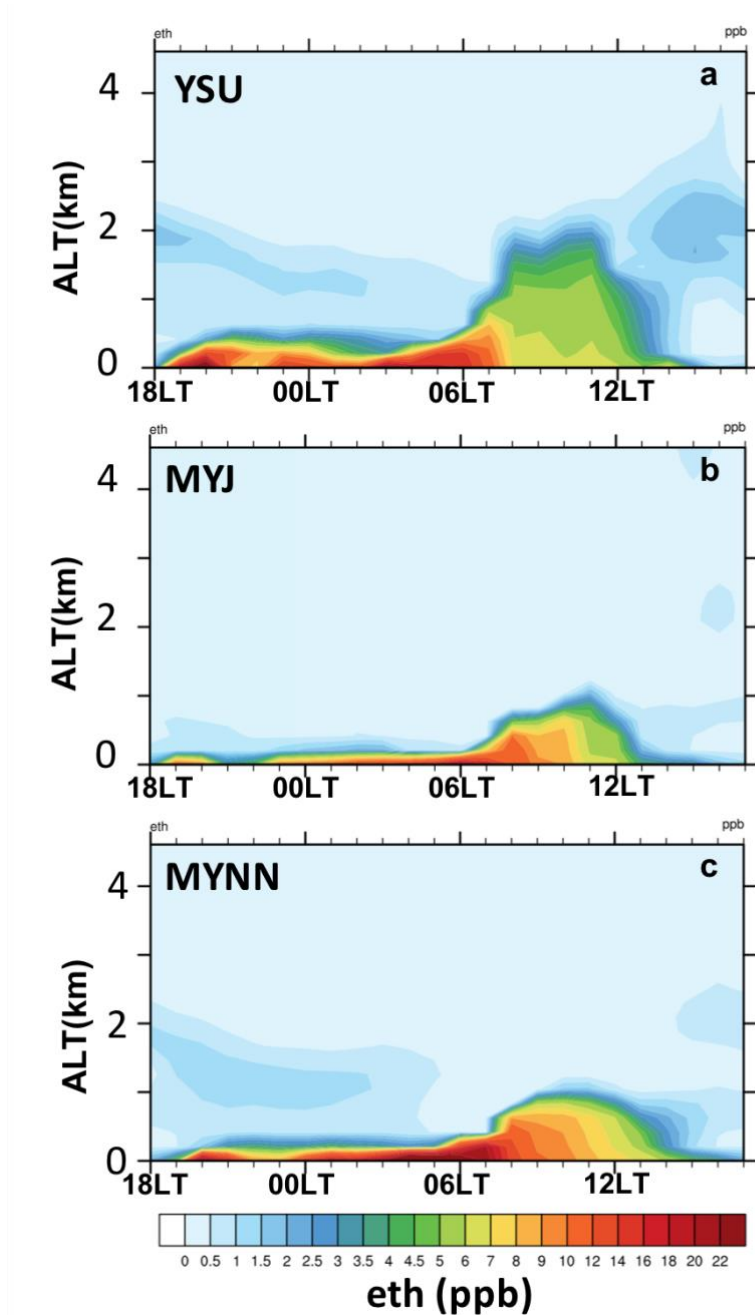 eth ppb
YSU a
4
2
0
ALT(km)
18LT 00LT 06LT 12LT
eth ppb
MYJ b
4
2
0
ALT(km)
18LT 00LT 06LT 12LT
eth ppb
MYNN c
4
2
0
ALT(km)
18LT 00LT 06LT 12LT
0 0.5 1 1.5 2 2.5 3 3.5 4 4.5 5 6 7 8 9 10 12 14 16 18 20 22
eth (ppb)